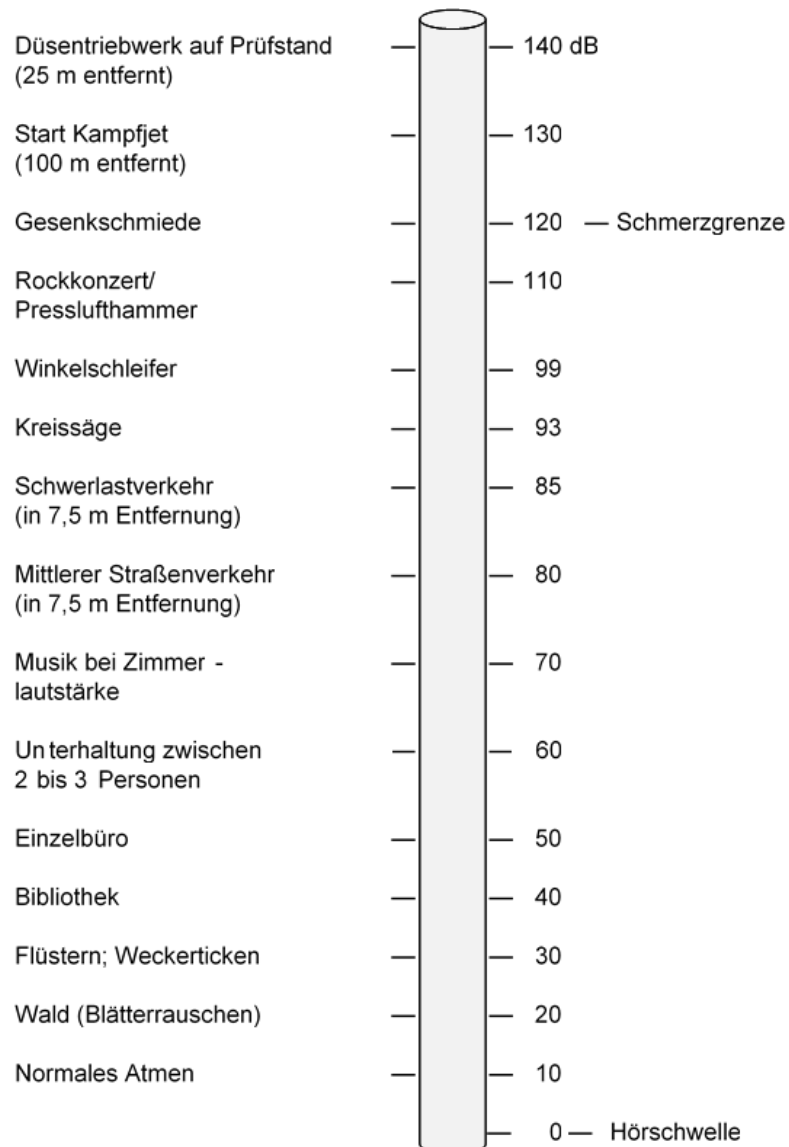 Düsentriebwerk auf Prüfstand 140 dB
(25 m entfernt)
Start Kampfjet 130
(100 m entfernt)
Gesenkschmiede 120 — Schmerzgrenze
Rockkonzert/ 110
Presslufthammer
Winkelschleifer 99
Kreissäge 93
Schwerlastverkehr 85
(in 7,5 m Entfernung)
Mittlerer Straßenverkehr 80
(in 7,5 m Entfernung)
Musik bei Zimmer - 70
lautstärke
Unterhaltung zwischen 60
2 bis 3 Personen
Einzelbüro 50
Bibliothek 40
Flüstern; Weckerticken 30
Wald (Blätterrauschen) 20
Normales Atmen 10
0 — Hörschwelle